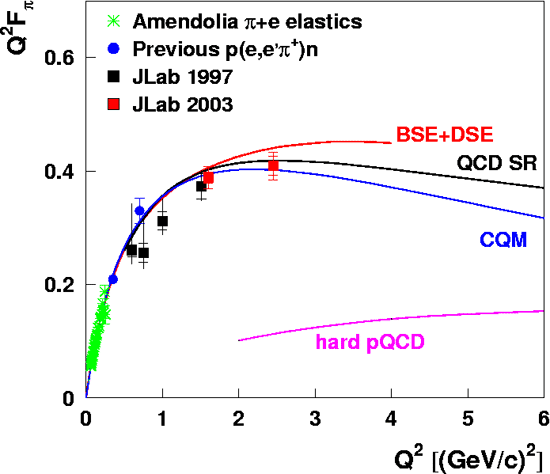 Q²Fπ
0.6
0.4
0.2
0
Amendolia π+e elastics
Previous p(e,e’π⁺)n
JLab 1997
JLab 2003
BSE+DSE
QCD SR
CQM
hard pQCD
0 1 2 3 4 5 6
Q² [(GeV/c)²]